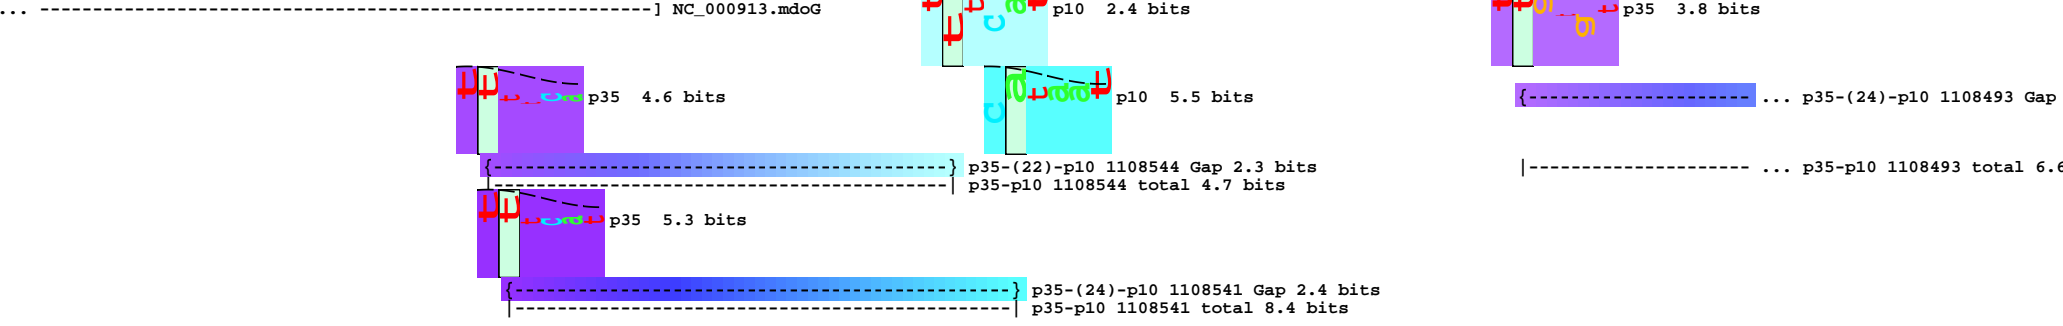 ... ----------------------------------------------------------------] NC_000913.mdoG
p10 2.4 bits
p35 3.8 bits
p35 4.6 bits
p10 5.5 bits
{----------------------- ... p35-(24)-p10 1108493 Gap
{-------------------------------------------------} p35-(22)-p10 1108544 Gap 2.3 bits
|----------------------- ... p35-p10 1108493 total 6.6
|------------------------------------------------| p35-p10 1108544 total 4.7 bits
p35 5.3 bits
{-----------------------------------------------------} p35-(24)-p10 1108541 Gap 2.4 bits
|-----------------------------------------------------| p35-p10 1108541 total 8.4 bits